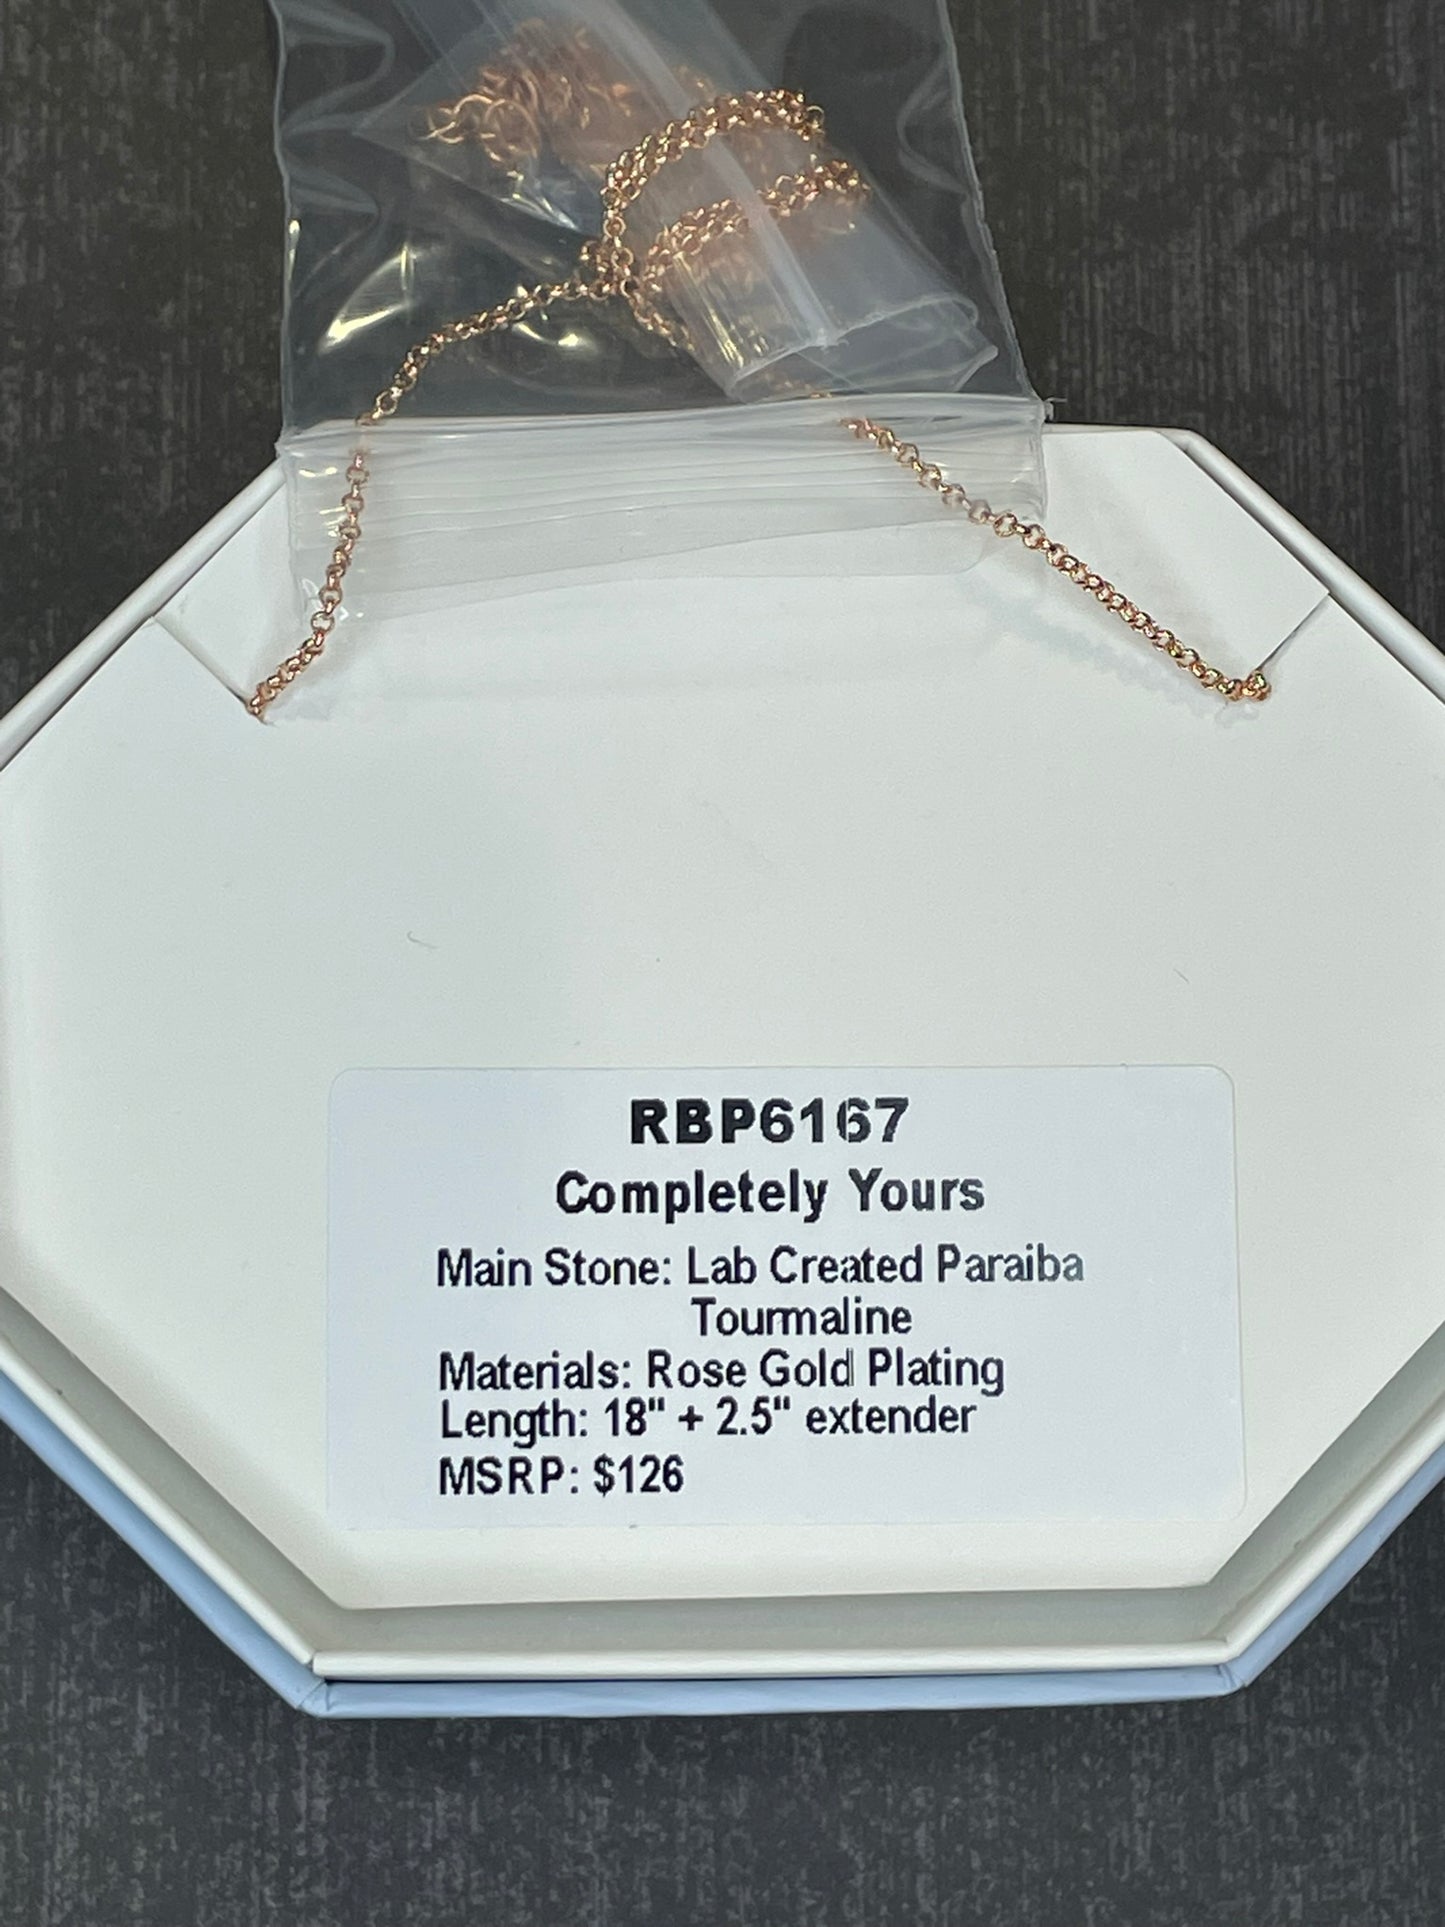 RBP6167
Completely Yours
Main Stone: Lab Created Paraiba
Tourmaline
Materials: Rose Gold Plating
Length: 18" + 2.5" extender
MSRP: $126